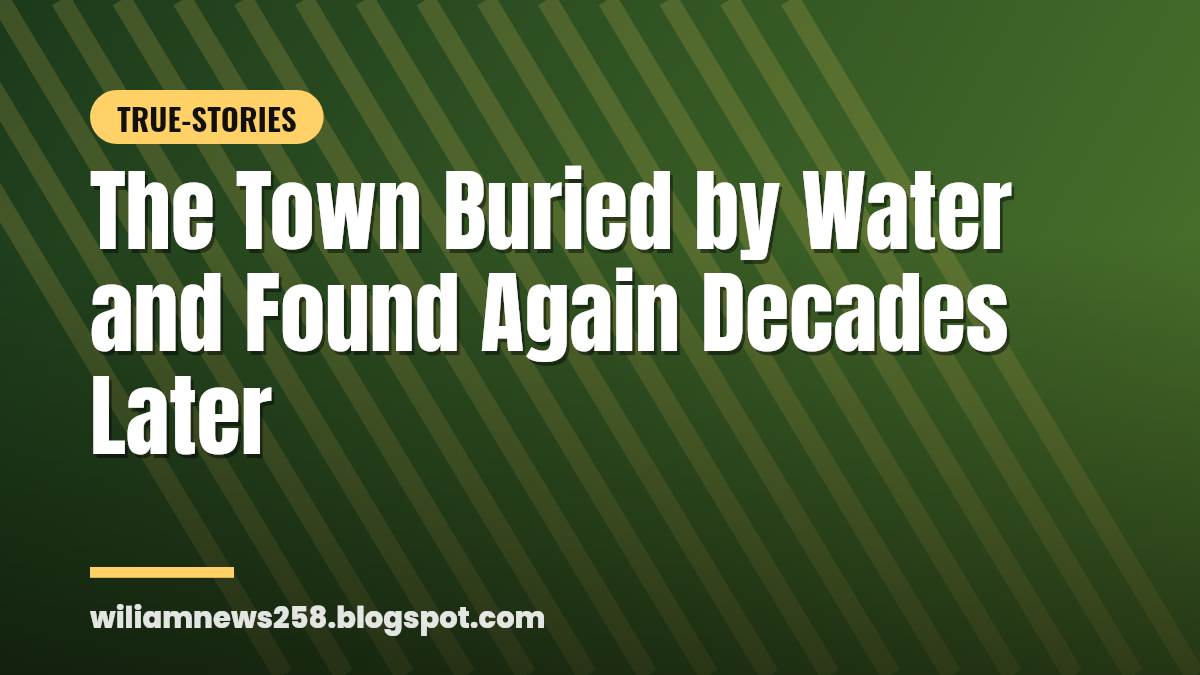 TRUE-STORIES
The Town Buried by Water
and Found Again Decades
Later
wiliamnews258.blogspot.com